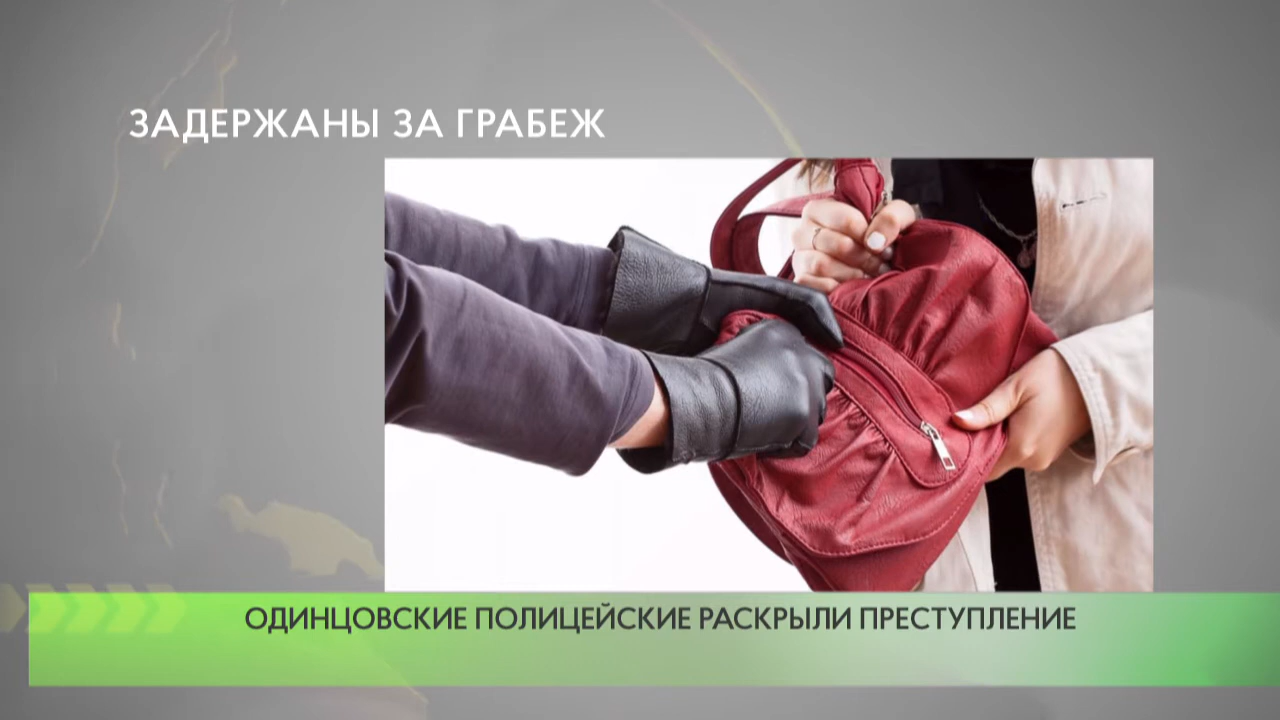 ЗАДЕРЖАНЫ ЗА ГРАБЕЖ
ОДИНЦОВСКИЕ ПОЛИЦЕЙСКИЕ РАСКРЫЛИ ПРЕСТУПЛЕНИЕ